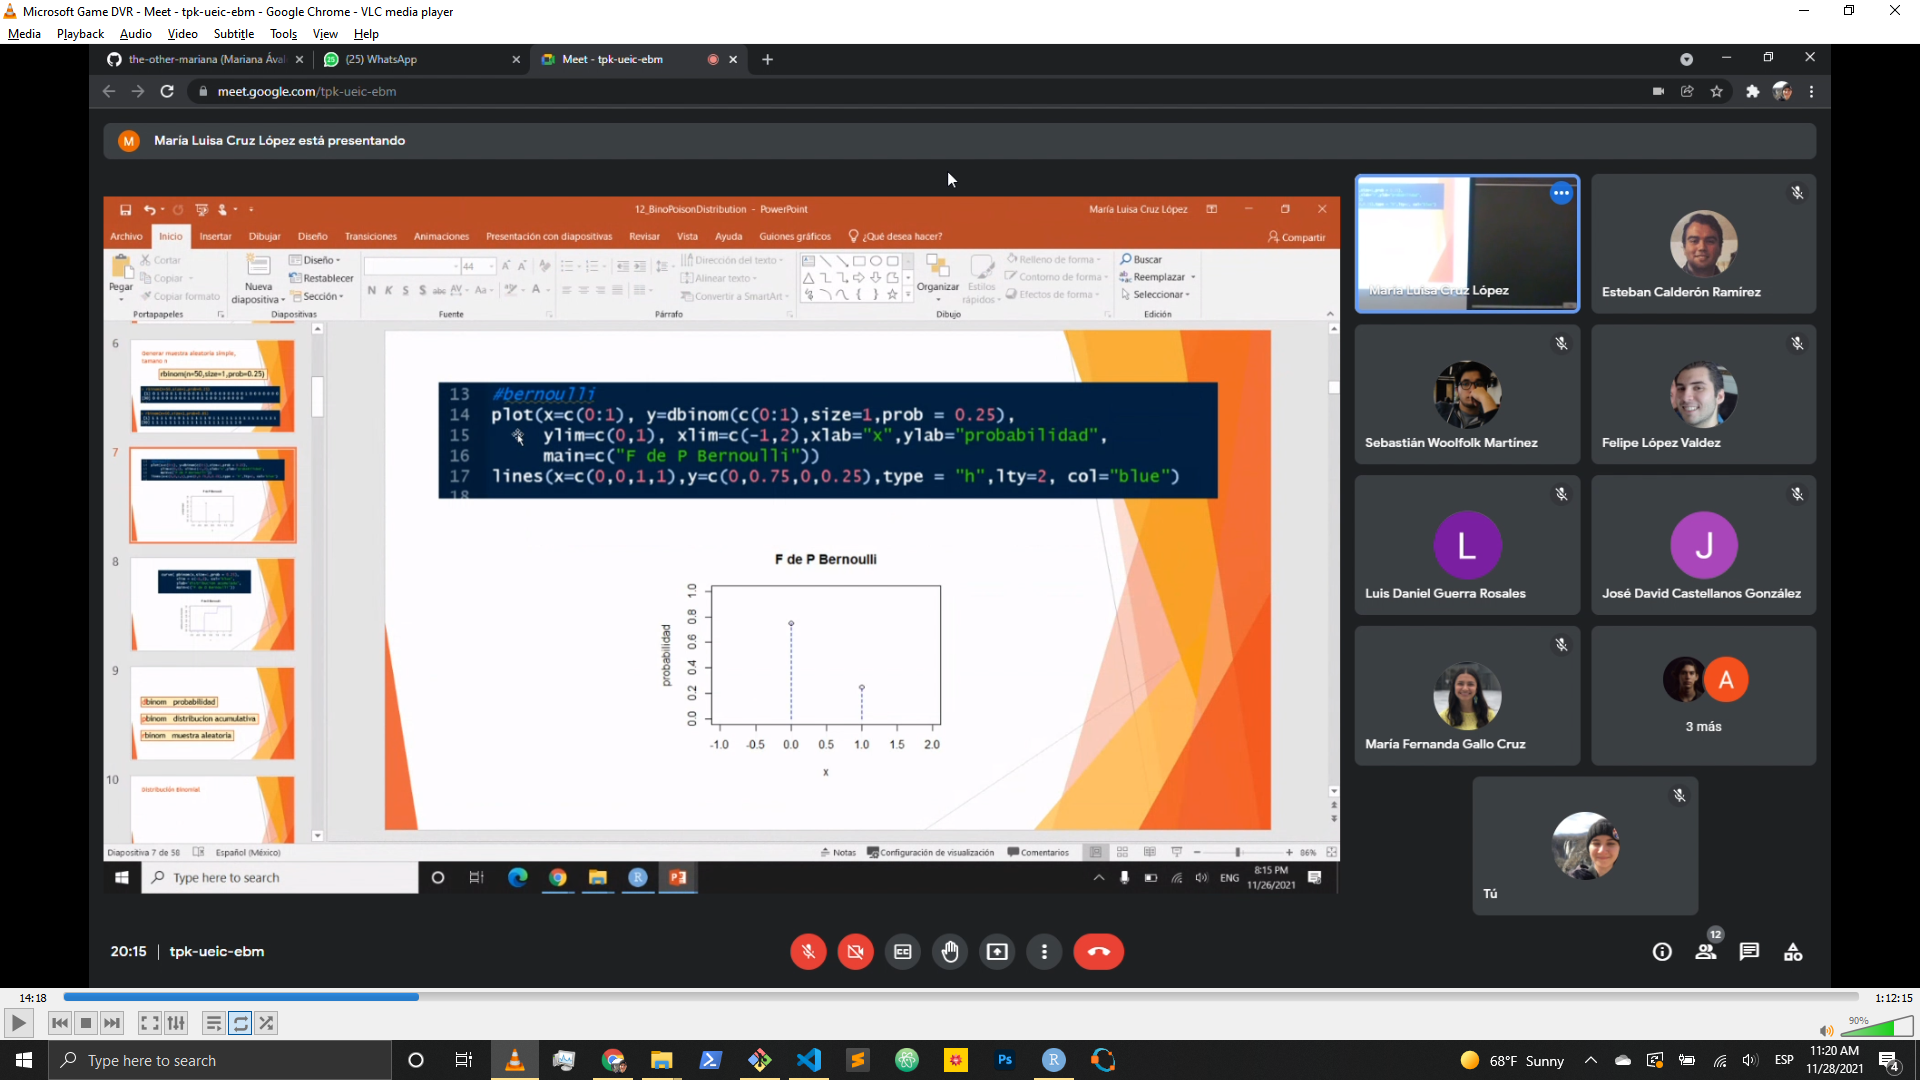 Microsoft Game DVR - Meet - tpk-ueic-ebm - Google Chrome - VLC media player
Media Playback Audio Video Subtitle Tools View Help
the-other-mariana (Mariana Ával
(25) WhatsApp
Meet - tpk-ueic-ebm
meet.google.com/tpk-ueic-ebm
M María Luisa Cruz López está presentando
12_BinoPoisonDistribution - PowerPoint
María Luisa Cruz López
Archivo Inicio Insertar Dibujar Diseño Transiciones Animaciones Presentación con diapositivas Revisar Vista Ayuda Guiones gráficos ¿Qué desea hacer? Compartir
Pegar
Cortar
Copiar
Copiar formato
Portapapeles
Nueva diapositiva
Diseño
Restablecer
Sección
Diapositivas
44
N K S S abc AV Aa A
Fuente
Dirección del texto
Alinear texto
Convertir a SmartArt
Párrafo
Organizar
Estilos rápidos
Relleno de forma
Contorno de forma
Efectos de forma
Dibujo
Buscar
Reemplazar
Seleccionar
Edición
6
Generar muestra aleatoria simple,
tamano n
rbinom(n=50,size=1,prob=0.25)
7
8
9
dbinom probabilidad
pbinom distribucion acumulativa
rbinom muestra aleatoria
10
Distribución Binomial
13 #bernoulli
14 plot(x=c(0:1), y=dbinom(c(0:1),size=1,prob = 0.25),
15 ylim=c(0,1), xlim=c(-1,2),xlab="x",ylab="probabilidad",
16 main=c("F de P Bernoulli"))
17 lines(x=c(0,0,1,1),y=c(0,0.75,0,0.25),type = "h",lty=2, col="blue")
18
F de P Bernoulli
probabilidad
1.0
0.8
0.6
0.4
0.2
0.0
-1.0 -0.5 0.0 0.5 1.0 1.5 2.0
x
Diapositiva 7 de 58 Español (México) Notas Configuración de visualización Comentarios 86%
Type here to search
ENG
8:15 PM
11/26/2021
María Luisa Cruz López
Esteban Calderón Ramírez
Sebastián Woolfolk Martínez
Felipe López Valdez
L
Luis Daniel Guerra Rosales
J
José David Castellanos González
María Fernanda Gallo Cruz
A
3 más
Tú
20:15 | tpk-ueic-ebm
12
14:18
1:12:15
90%
Type here to search
Ps
R
68°F Sunny
ESP
11:20 AM
11/28/2021
4